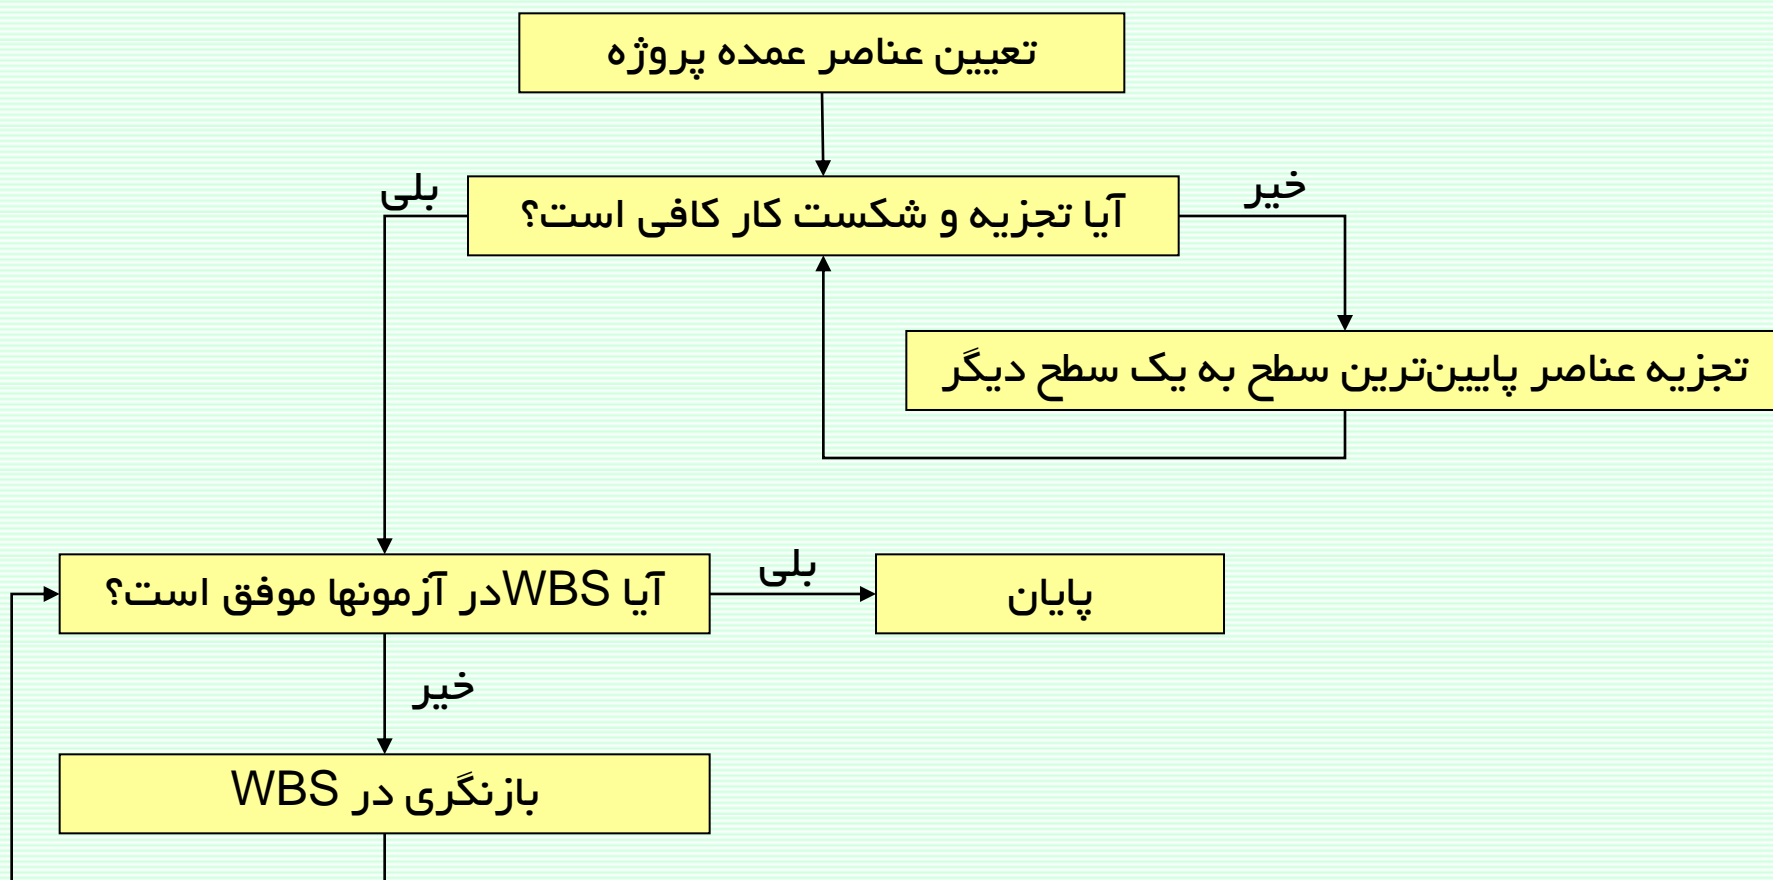 تعیین عناصر عمده پروژه
خیر
بلی
آیا تجزیه و شکست کار کافی است؟
تجزیه عناصر پایین‌ترین سطح به یک سطح دیگر
بلی
آیا WBSدر آزمونها موفق است؟
پایان
خیر
بازنگری در WBS